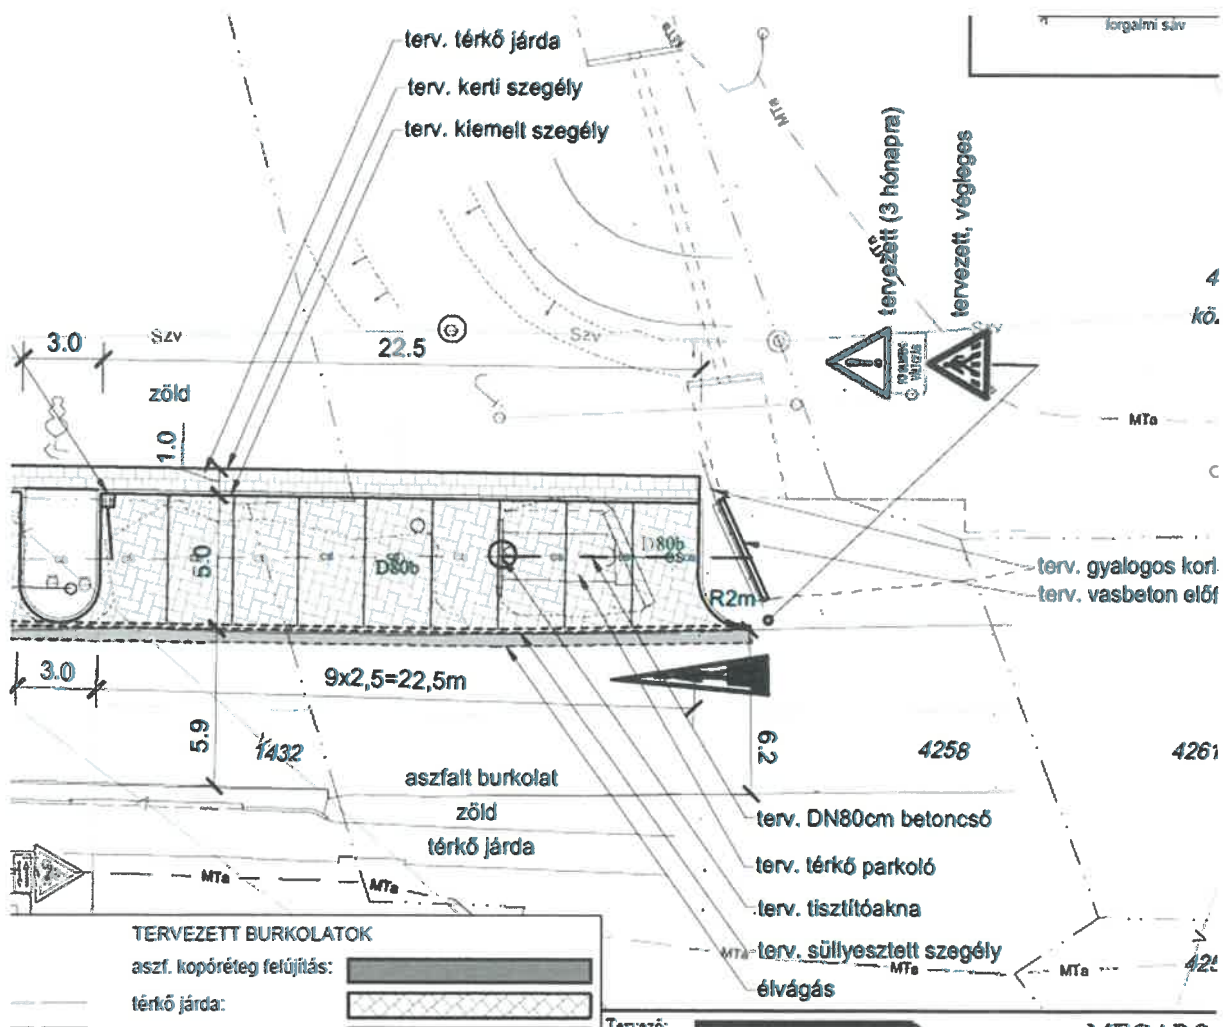 terv. térkő járda
terv. kerti szegély
terv. kiemelt szegély
forgalmi sáv
MTa
MTa
MTa
tervezett (3 hónapra)
tervezett, végleges
3.0
Szv
22.5
Szv
Szv
zöld
1.0
MTa
5.0
D80b
D80b
R2m
terv. gyalogos korl
terv. vasbeton előf
3.0
9x2,5=22,5m
5.9
1432
6.2
4258
4261
aszfalt burkolat
zöld
térkő járda
terv. DN80cm betoncső
terv. térkő parkoló
terv. tisztítóakna
terv. süllyesztett szegély
élvágás
MTa
MTa
MTa
MTa
MTa
TERVEZETT BURKOLATOK
aszf. kopóréteg felújítás:
térkő járda:
Tervező: